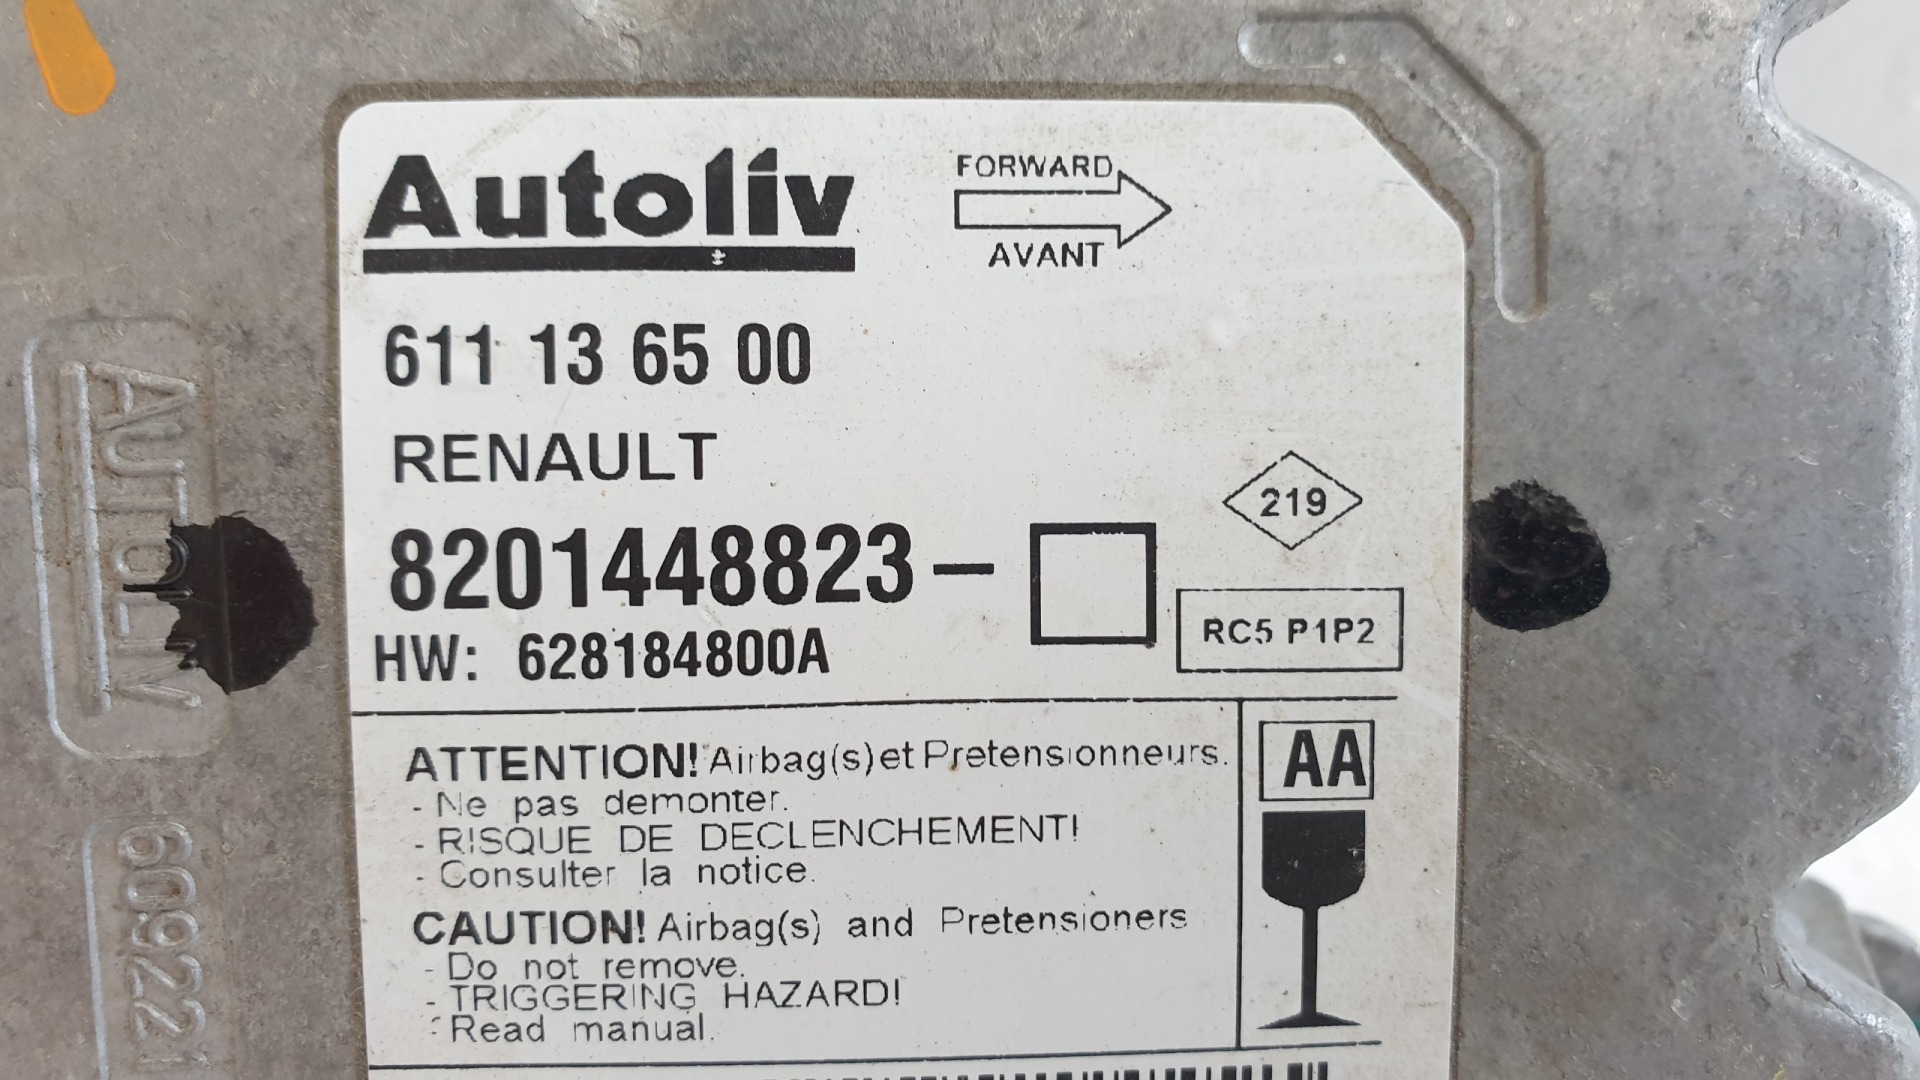 Autoliv
FORWARD
AVANT
611 13 65 00
RENAULT
219
8201448823-
RC5 P1P2
HW: 628184800A
ATTENTION! Airbag(s) et Pretensionneurs.
- Ne pas demonter.
- RISQUE DE DECLENCHEMENT!
- Consulter la notice.
AA
CAUTION! Airbag(s) and Pretensioners
- Do not remove.
- TRIGGERING HAZARD!
- Read manual.
AUTOLIV
609221